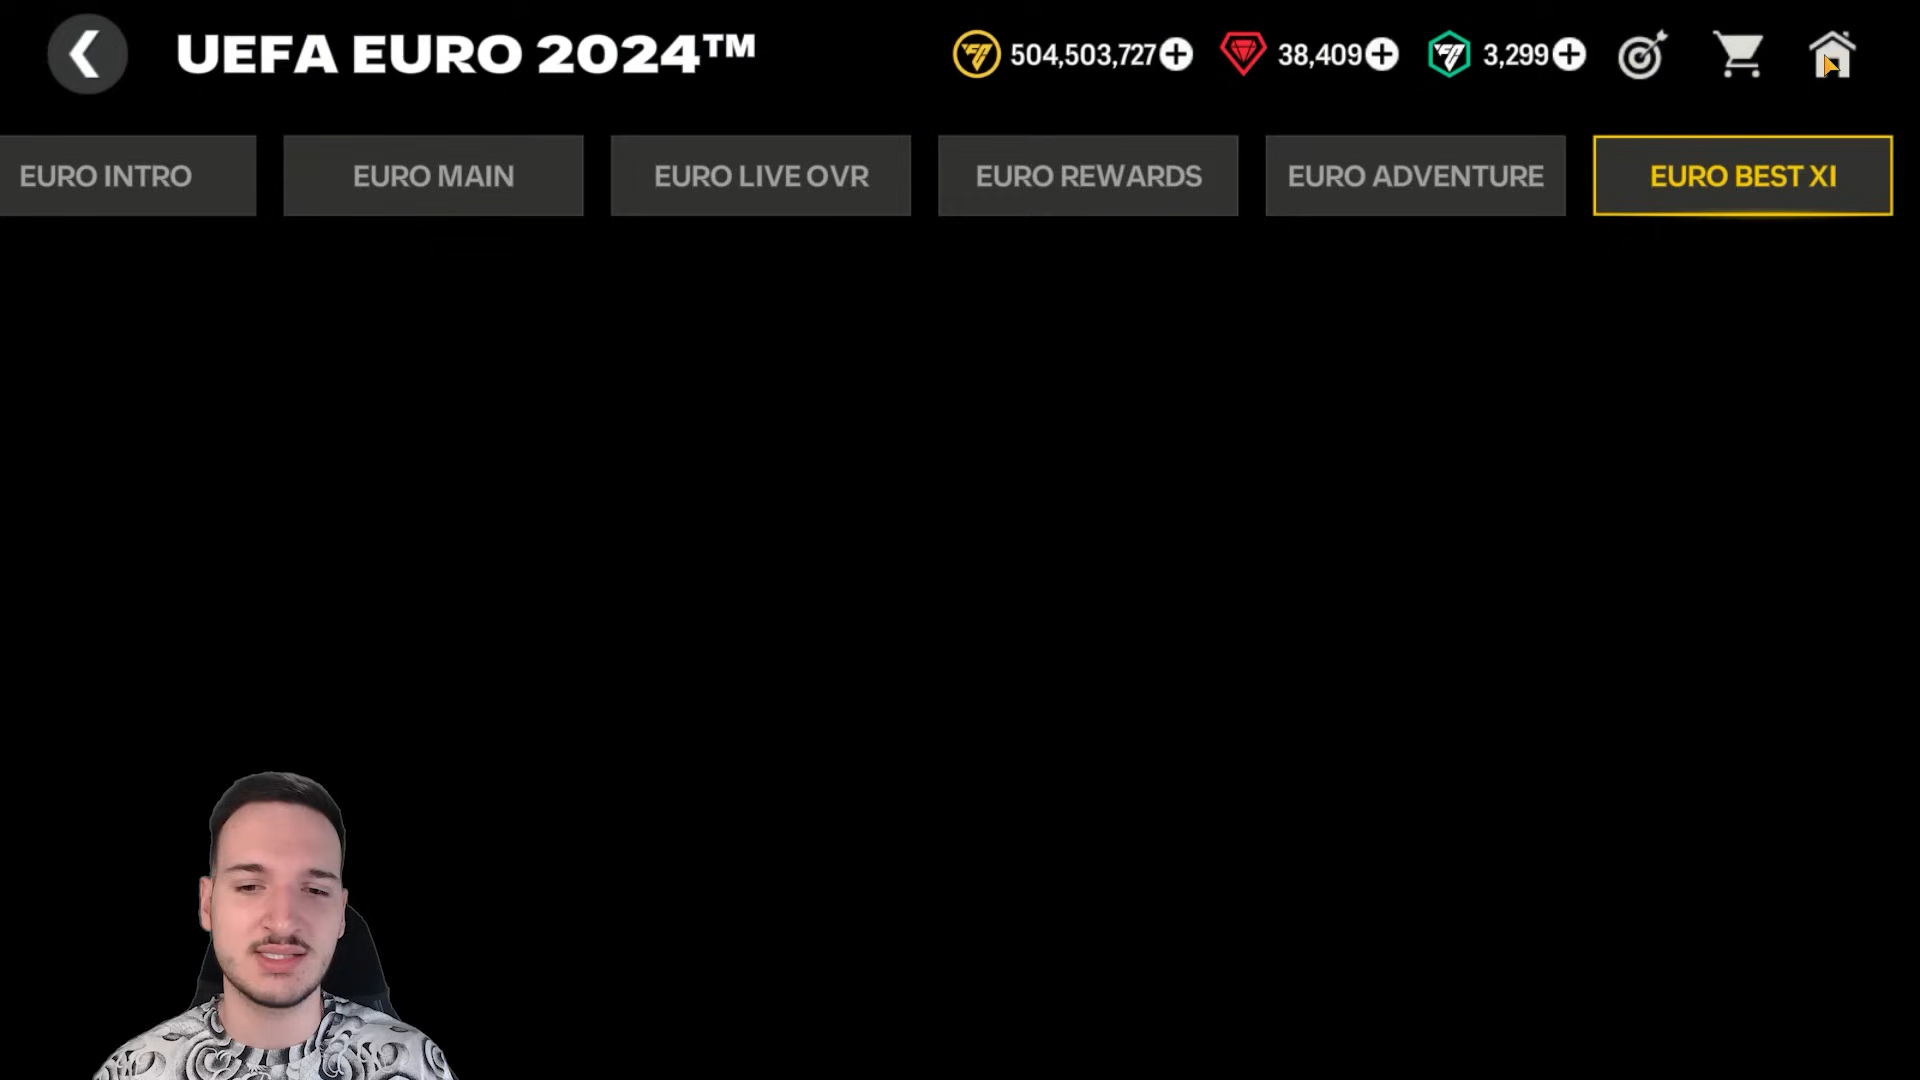 UEFA EURO 2024™
504,503,727
38,409
3,299
EURO INTRO
EURO MAIN
EURO LIVE OVR
EURO REWARDS
EURO ADVENTURE
EURO BEST XI